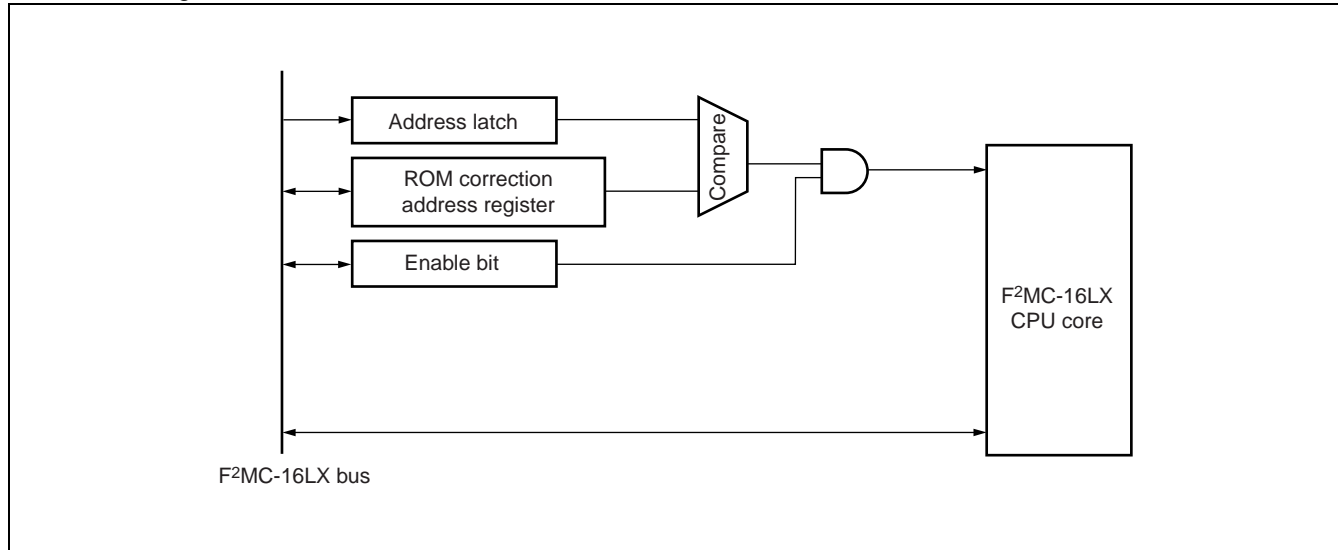 Address latch
Compare
ROM correction
address register
Enable bit
F²MC-16LX
CPU core
F²MC-16LX bus